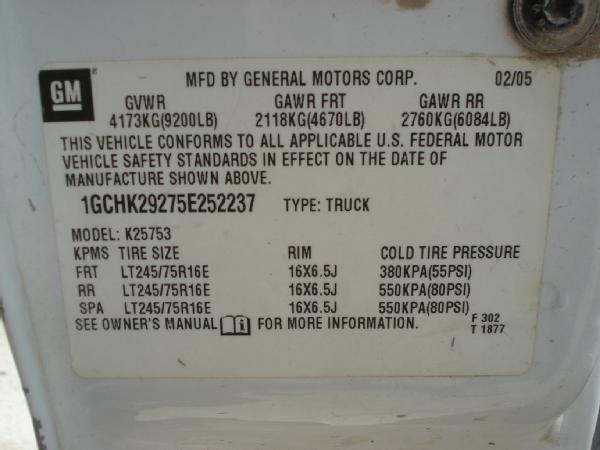 GM MFD BY GENERAL MOTORS CORP. 02/05
GVWR GAWR FRT GAWR RR
4173KG(9200LB) 2118KG(4670LB) 2760KG(6084LB)
THIS VEHICLE CONFORMS TO ALL APPLICABLE U.S. FEDERAL MOTOR
VEHICLE SAFETY STANDARDS IN EFFECT ON THE DATE OF
MANUFACTURE SHOWN ABOVE.
1GCHK29275E252237 TYPE: TRUCK
MODEL: K25753
KPMS TIRE SIZE RIM COLD TIRE PRESSURE
FRT LT245/75R16E 16X6.5J 380KPA(55PSI)
RR LT245/75R16E 16X6.5J 550KPA(80PSI)
SPA LT245/75R16E 16X6.5J 550KPA(80PSI)
SEE OWNER'S MANUAL i FOR MORE INFORMATION. F 302
T 1877